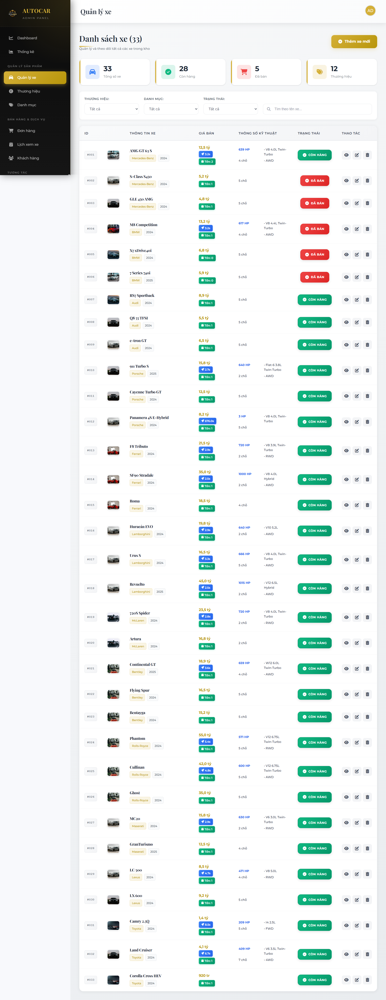 AUTOCAR
ADMIN PANEL
Dashboard
Thống kê
QUẢN LÝ SẢN PHẨM
Quản lý xe
Thương hiệu
Danh mục
BÁN HÀNG & DỊCH VỤ
Đơn hàng
Lịch xem xe
Khách hàng
TƯƠNG TÁC
Quản lý xe
AD
Danh sách xe (33)
Quản lý và theo dõi tất cả các xe trong kho
Thêm xe mới
33
Tổng số xe
28
Còn hàng
5
Đã bán
12
Thương hiệu
THƯƠNG HIỆU:
Tất cả
DANH MỤC:
Tất cả
TRẠNG THÁI:
Tất cả
Tìm theo tên xe...
ID THÔNG TIN XE GIÁ BÁN THÔNG SỐ KỸ THUẬT TRẠNG THÁI THAO TÁC
#001 AMG GT 63 S Mercedes-Benz 2024 12,5 tỷ 3.2s Tồn: 2 639 HP • V8 4.0L Twin-Turbo 4 chỗ • AWD CÒN HÀNG
#002 S-Class S450 Mercedes-Benz 2024 5,2 tỷ Tồn: 1 5 chỗ ĐÃ BÁN
#003 GLE 450 AMG Mercedes-Benz 2024 4,8 tỷ Tồn: 1 5 chỗ ĐÃ BÁN
#004 M8 Competition BMW 2024 13,2 tỷ 3.2s Tồn: 1 617 HP • V8 4.4L Twin-Turbo 4 chỗ • AWD ĐÃ BÁN
#005 X7 xDrive40i BMW 2024 6,8 tỷ Tồn: 0 5 chỗ ĐÃ BÁN
#006 7 Series 740i BMW 2025 5,9 tỷ Tồn: 0 5 chỗ ĐÃ BÁN
#007 RS7 Sportback Audi 2024 8,9 tỷ Tồn: 1 5 chỗ CÒN HÀNG
#008 Q8 55 TFSI Audi 2024 5,5 tỷ Tồn: 1 5 chỗ CÒN HÀNG
#009 e-tron GT Audi 2024 6,5 tỷ Tồn: 1 5 chỗ CÒN HÀNG
#010 911 Turbo S Porsche 2025 15,8 tỷ 2.7s Tồn: 1 640 HP • Flat-6 3.8L Twin-Turbo 2 chỗ • AWD CÒN HÀNG
#011 Cayenne Turbo GT Porsche 2024 12,5 tỷ Tồn: 1 5 chỗ CÒN HÀNG
#012 Panamera 4S E-Hybrid Porsche 2024 8,2 tỷ 676.0s Tồn: 1 3 HP • V8 4.0L Twin-Turbo 5 chỗ CÒN HÀNG
#013 F8 Tributo Ferrari 2024 21,5 tỷ 2.9s Tồn: 1 720 HP • V8 3.9L Twin-Turbo 2 chỗ • RWD CÒN HÀNG
#014 SF90 Stradale Ferrari 2024 35,0 tỷ 2.5s Tồn: 1 1000 HP • V8 4.0L Hybrid 2 chỗ • AWD CÒN HÀNG
#015 Roma Ferrari 2024 18,5 tỷ Tồn: 1 4 chỗ CÒN HÀNG
#016 Huracán EVO Lamborghini 2024 19,8 tỷ 2.9s Tồn: 1 640 HP • V10 5.2L 2 chỗ • AWD CÒN HÀNG
#017 Urus S Lamborghini 2024 16,5 tỷ 3.3s Tồn: 1 666 HP • V8 4.0L Twin-Turbo 5 chỗ • AWD CÒN HÀNG
#018 Revuelto Lamborghini 2025 45,0 tỷ 2.5s Tồn: 1 1015 HP • V12 6.5L Hybrid 2 chỗ • AWD CÒN HÀNG
#019 720S Spider McLaren 2024 23,5 tỷ 2.8s Tồn: 1 720 HP • V8 4.0L Twin-Turbo 2 chỗ • RWD CÒN HÀNG
#020 Artura McLaren 2024 16,8 tỷ Tồn: 1 2 chỗ CÒN HÀNG
#021 Continental GT Bentley 2025 18,9 tỷ 3.6s Tồn: 1 659 HP • W12 6.0L Twin-Turbo 4 chỗ • AWD CÒN HÀNG
#022 Flying Spur Bentley 2024 16,5 tỷ Tồn: 1 5 chỗ CÒN HÀNG
#023 Bentayga Bentley 2024 15,2 tỷ Tồn: 1 5 chỗ CÒN HÀNG
#024 Phantom Rolls-Royce 2024 55,0 tỷ 5.4s Tồn: 1 571 HP • V12 6.75L Twin-Turbo 5 chỗ • RWD CÒN HÀNG
#025 Cullinan Rolls-Royce 2024 42,0 tỷ 4.8s Tồn: 1 600 HP • V12 6.75L Twin-Turbo 5 chỗ • AWD CÒN HÀNG
#026 Ghost Rolls-Royce 2024 35,0 tỷ Tồn: 1 5 chỗ CÒN HÀNG
#027 MC20 Maserati 2024 15,8 tỷ 2.9s Tồn: 1 630 HP • V6 3.0L Twin-Turbo 2 chỗ • RWD CÒN HÀNG
#028 GranTurismo Maserati 2025 12,5 tỷ Tồn: 1 4 chỗ CÒN HÀNG
#029 LC 500 Lexus 2024 8,5 tỷ 4.7s Tồn: 1 471 HP • V8 5.0L 4 chỗ • RWD CÒN HÀNG
#030 LX 600 Lexus 2024 9,2 tỷ Tồn: 1 5 chỗ CÒN HÀNG
#031 Camry 2.5Q Toyota 2024 1,4 tỷ 8.5s Tồn: 1 209 HP • I4 2.5L 5 chỗ • FWD CÒN HÀNG
#032 Land Cruiser Toyota 2024 4,1 tỷ 6.7s Tồn: 1 409 HP • V6 3.5L Twin-Turbo 7 chỗ • 4WD CÒN HÀNG
#033 Corolla Cross HEV Toyota 2024 920 tr Tồn: 1 CÒN HÀNG